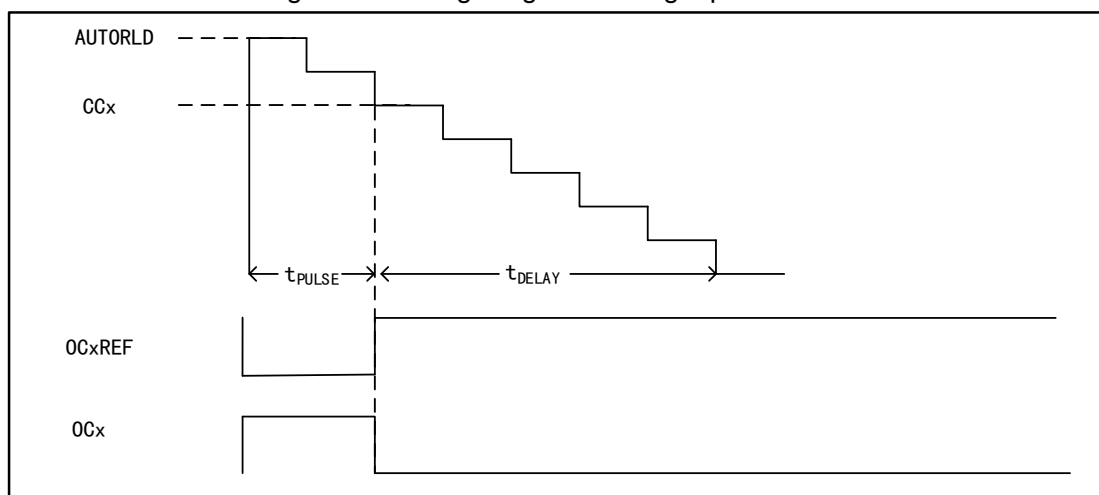 AUTORLD
CCx
tPULSE
tDELAY
OCxREF
OCx